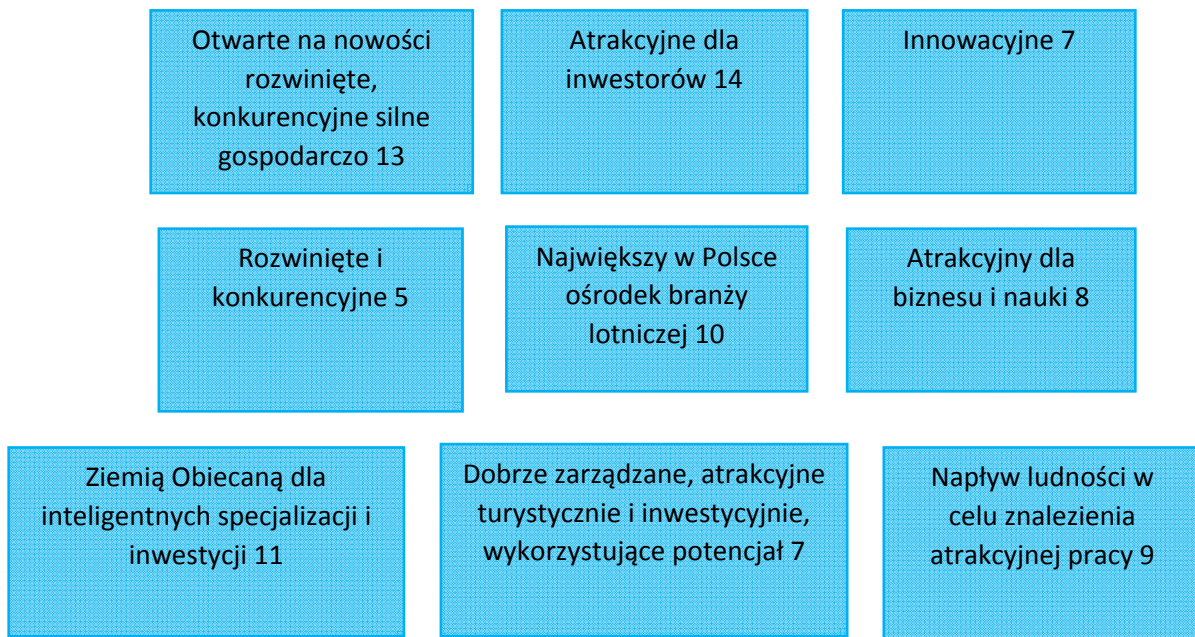 Otwarte na nowości
rozwinięte,
konkurencyjne silne
gospodarczo 13
Atrakcyjne dla
inwestorów 14
Innowacyjne 7
Rozwinięte i
konkurencyjne 5
Największy w Polsce
ośrodek branży
lotniczej 10
Atrakcyjny dla
biznesu i nauki 8
Ziemią Obiecaną dla
inteligentnych specjalizacji i
inwestycji 11
Dobrze zarządzane, atrakcyjne
turystycznie i inwestycyjnie,
wykorzystujące potencjał 7
Napływ ludności w
celu znalezienia
atrakcyjnej pracy 9